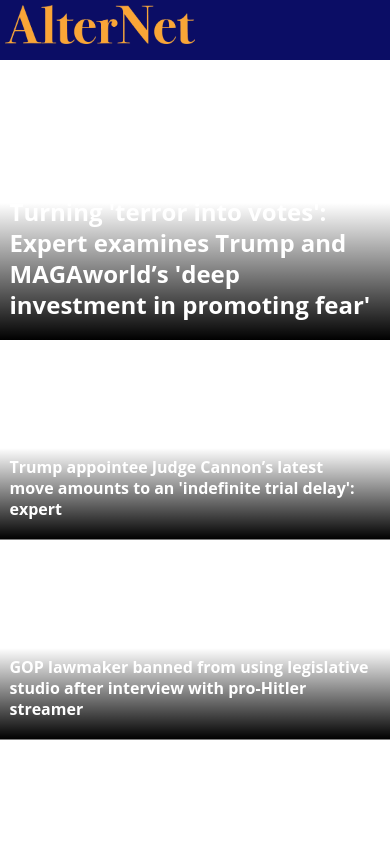 AlterNet
Turning 'terror into votes':
Expert examines Trump and
MAGAworld’s 'deep
investment in promoting fear'
Trump appointee Judge Cannon’s latest
move amounts to an 'indefinite trial delay':
expert
GOP lawmaker banned from using legislative
studio after interview with pro-Hitler
streamer